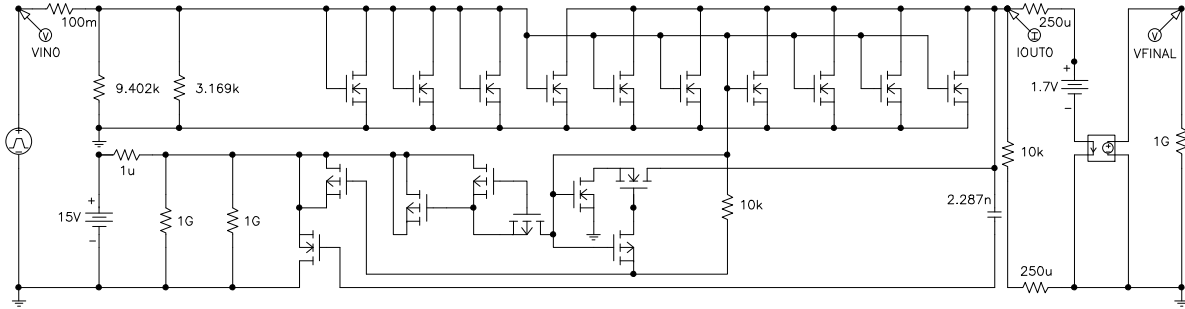 100m
VIN0
9.402k
3.169k
250u
IOUT0
VFINAL
+
1.7V
-
1G
10k
1u
+
15V
-
1G
1G
10k
2.287n
250u